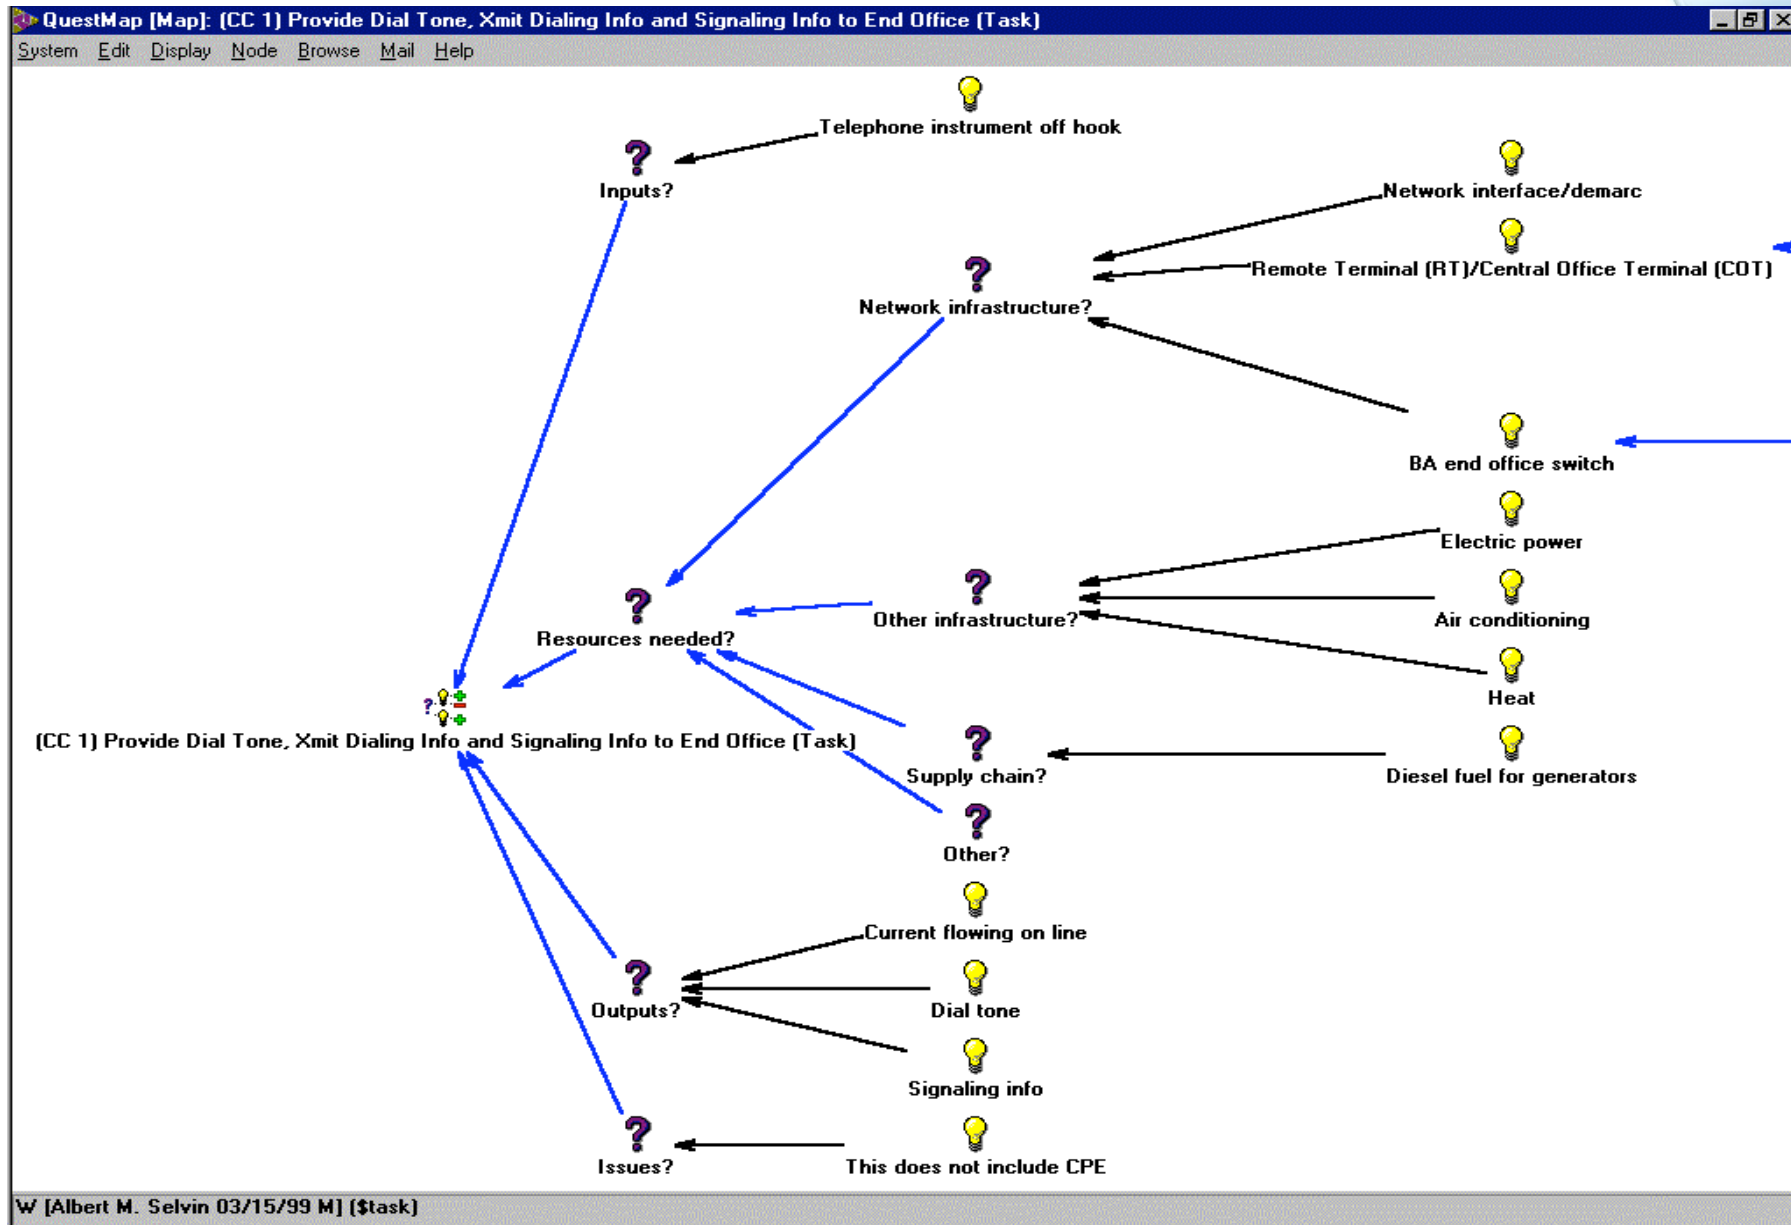 QuestMap [Map]: (CC 1) Provide Dial Tone, Xmit Dialing Info and Signaling Info to End Office (Task)
System Edit Display Node Browse Mail Help
Telephone instrument off hook
Inputs?
Network interface/demarc
Remote Terminal (RT)/Central Office Terminal (COT)
Network infrastructure?
BA end office switch
Electric power
Other infrastructure?
Air conditioning
Resources needed?
Heat
(CC 1) Provide Dial Tone, Xmit Dialing Info and Signaling Info to End Office (Task)
Supply chain?
Diesel fuel for generators
Other?
Current flowing on line
Outputs?
Dial tone
Signaling info
Issues?
This does not include CPE
W [Albert M. Selvin 03/15/99 M] ($task)